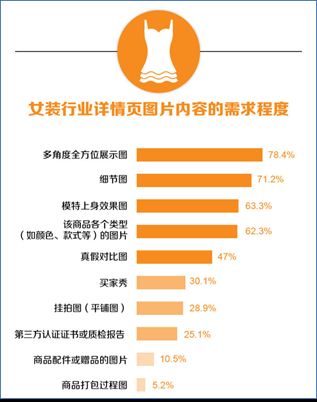 女装行业详情页图片内容的需求程度
多角度全方位展示图
78.4%
细节图
71.2%
模特上身效果图
63.3%
该商品各个类型
（如颜色、款式等）的图片
62.3%
真假对比图
47%
买家秀
30.1%
挂拍图（平铺图）
28.9%
第三方认证证书或质检报告
25.1%
商品配件或赠品的图片
10.5%
商品打包过程图
5.2%